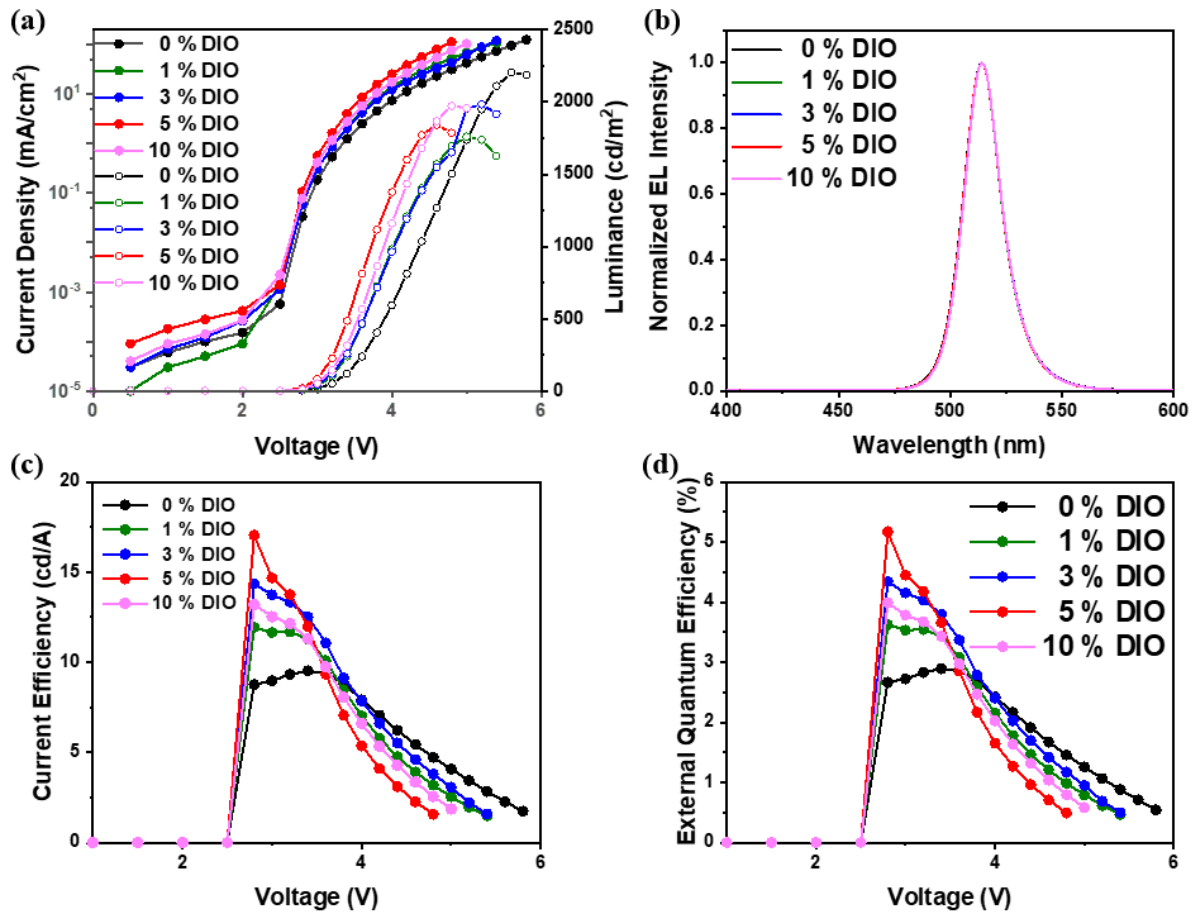 (a)
Current Density (mA/cm²)
10¹
10⁻¹
10⁻³
10⁻⁵
0 % DIO
1 % DIO
3 % DIO
5 % DIO
10 % DIO
0 % DIO
1 % DIO
3 % DIO
5 % DIO
10 % DIO
2500
2000
1500
1000
500
0
Luminance (cd/m²)
0 2 4 6
Voltage (V)
(b)
Normalized EL Intensity
1.0
0.8
0.6
0.4
0.2
0.0
0 % DIO
1 % DIO
3 % DIO
5 % DIO
10 % DIO
400 450 500 550 600
Wavelength (nm)
(c)
Current Efficiency (cd/A)
20
15
10
5
0
0 % DIO
1 % DIO
3 % DIO
5 % DIO
10 % DIO
2 4 6
Voltage (V)
(d)
External Quantum Efficiency (%)
6
5
4
3
2
1
0
0 % DIO
1 % DIO
3 % DIO
5 % DIO
10 % DIO
2 4 6
Voltage (V)